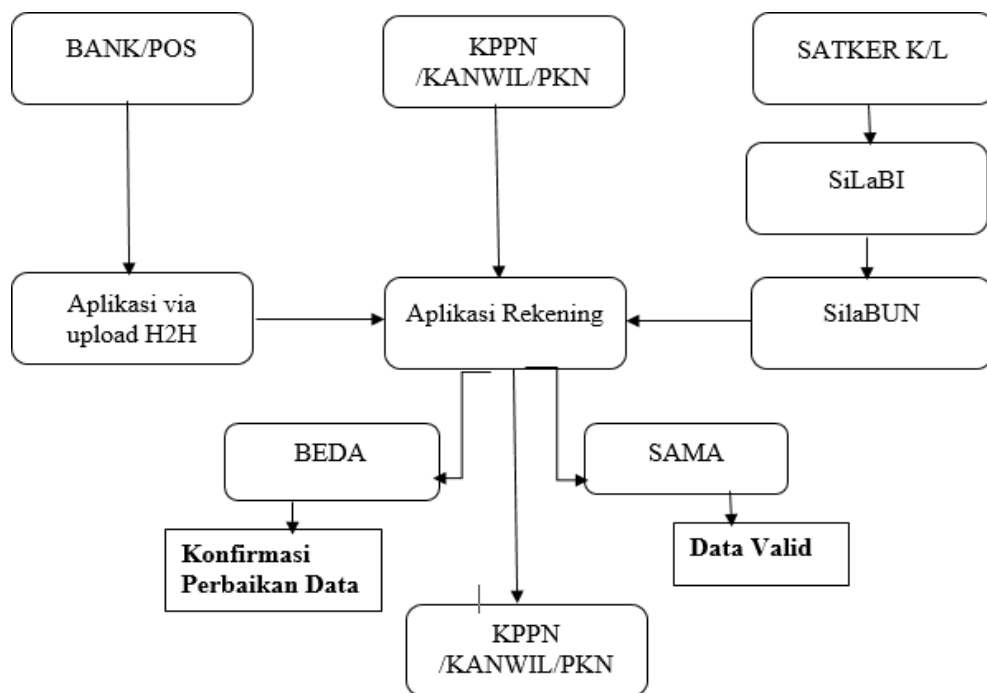 BANK/POS
KPPN
/KANWIL/PKN
SATKER K/L
SiLaBI
Aplikasi via
upload H2H
Aplikasi Rekening
SilaBUN
BEDA
SAMA
Konfirmasi
Perbaikan Data
Data Valid
KPPN
/KANWIL/PKN